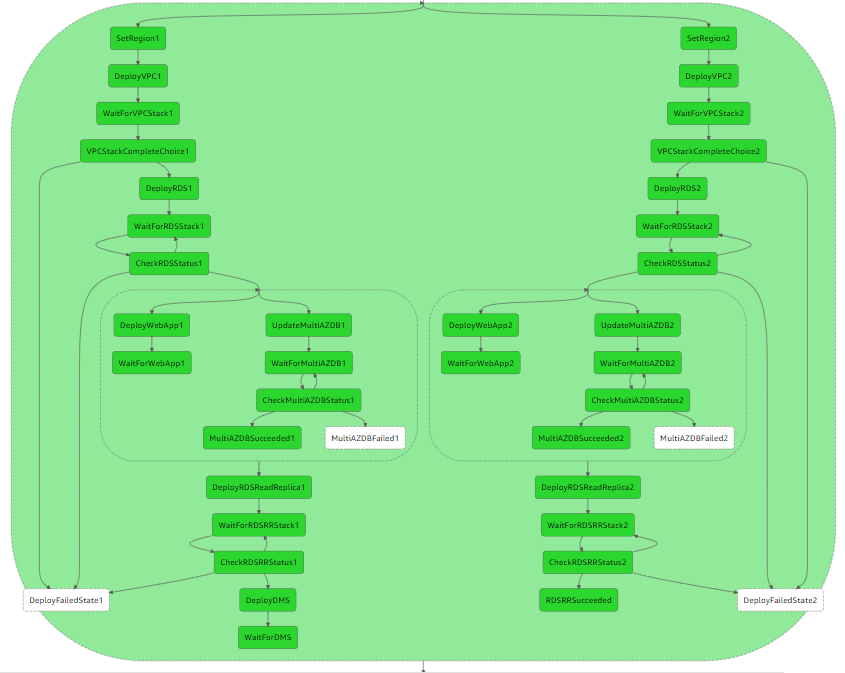 SetRegion1
SetRegion2
DeployVPC1
DeployVPC2
WaitForVPCStack1
WaitForVPCStack2
VPCStackCompleteChoice1
VPCStackCompleteChoice2
DeployRDS1
DeployRDS2
WaitForRDSStack1
WaitForRDSStack2
CheckRDSStatus1
CheckRDSStatus2
DeployWebApp1
UpdateMultiAZDB1
DeployWebApp2
UpdateMultiAZDB2
WaitForWebApp1
WaitForMultiAZDB1
WaitForWebApp2
WaitForMultiAZDB2
CheckMultiAZDBStatus1
CheckMultiAZDBStatus2
MultiAZDBSucceeded1
MultiAZDBFailed1
MultiAZDBSucceeded2
MultiAZDBFailed2
DeployRDSReadReplica1
DeployRDSReadReplica2
WaitForRDSRRStack1
WaitForRDSRRStack2
CheckRDSRRStatus1
CheckRDSRRStatus2
DeployFailedState1
DeployDMS
RDSRRSucceeded
DeployFailedState2
WaitForDMS